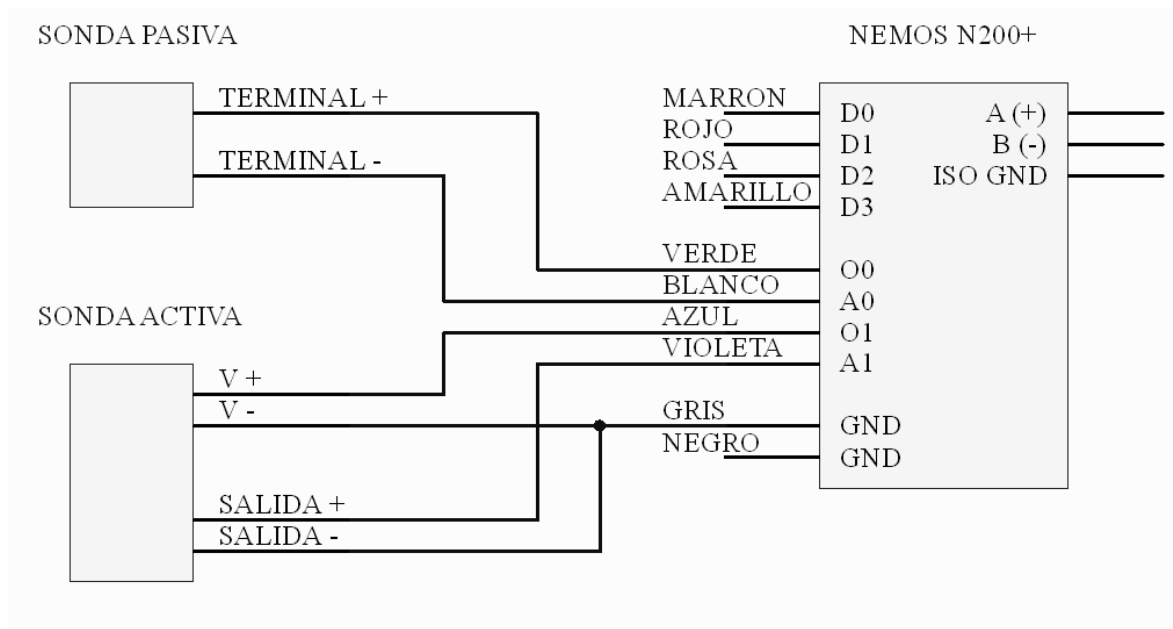 SONDA PASIVA
NEMOS N200+
TERMINAL +
TERMINAL -
MARRON
ROJO
ROSA
AMARILLO
VERDE
BLANCO
AZUL
VIOLETA
GRIS
NEGRO
D0
D1
D2
D3
O0
A0
O1
A1
GND
GND
A (+)
B (-)
ISO GND
SONDA ACTIVA
V +
V -
SALIDA +
SALIDA -